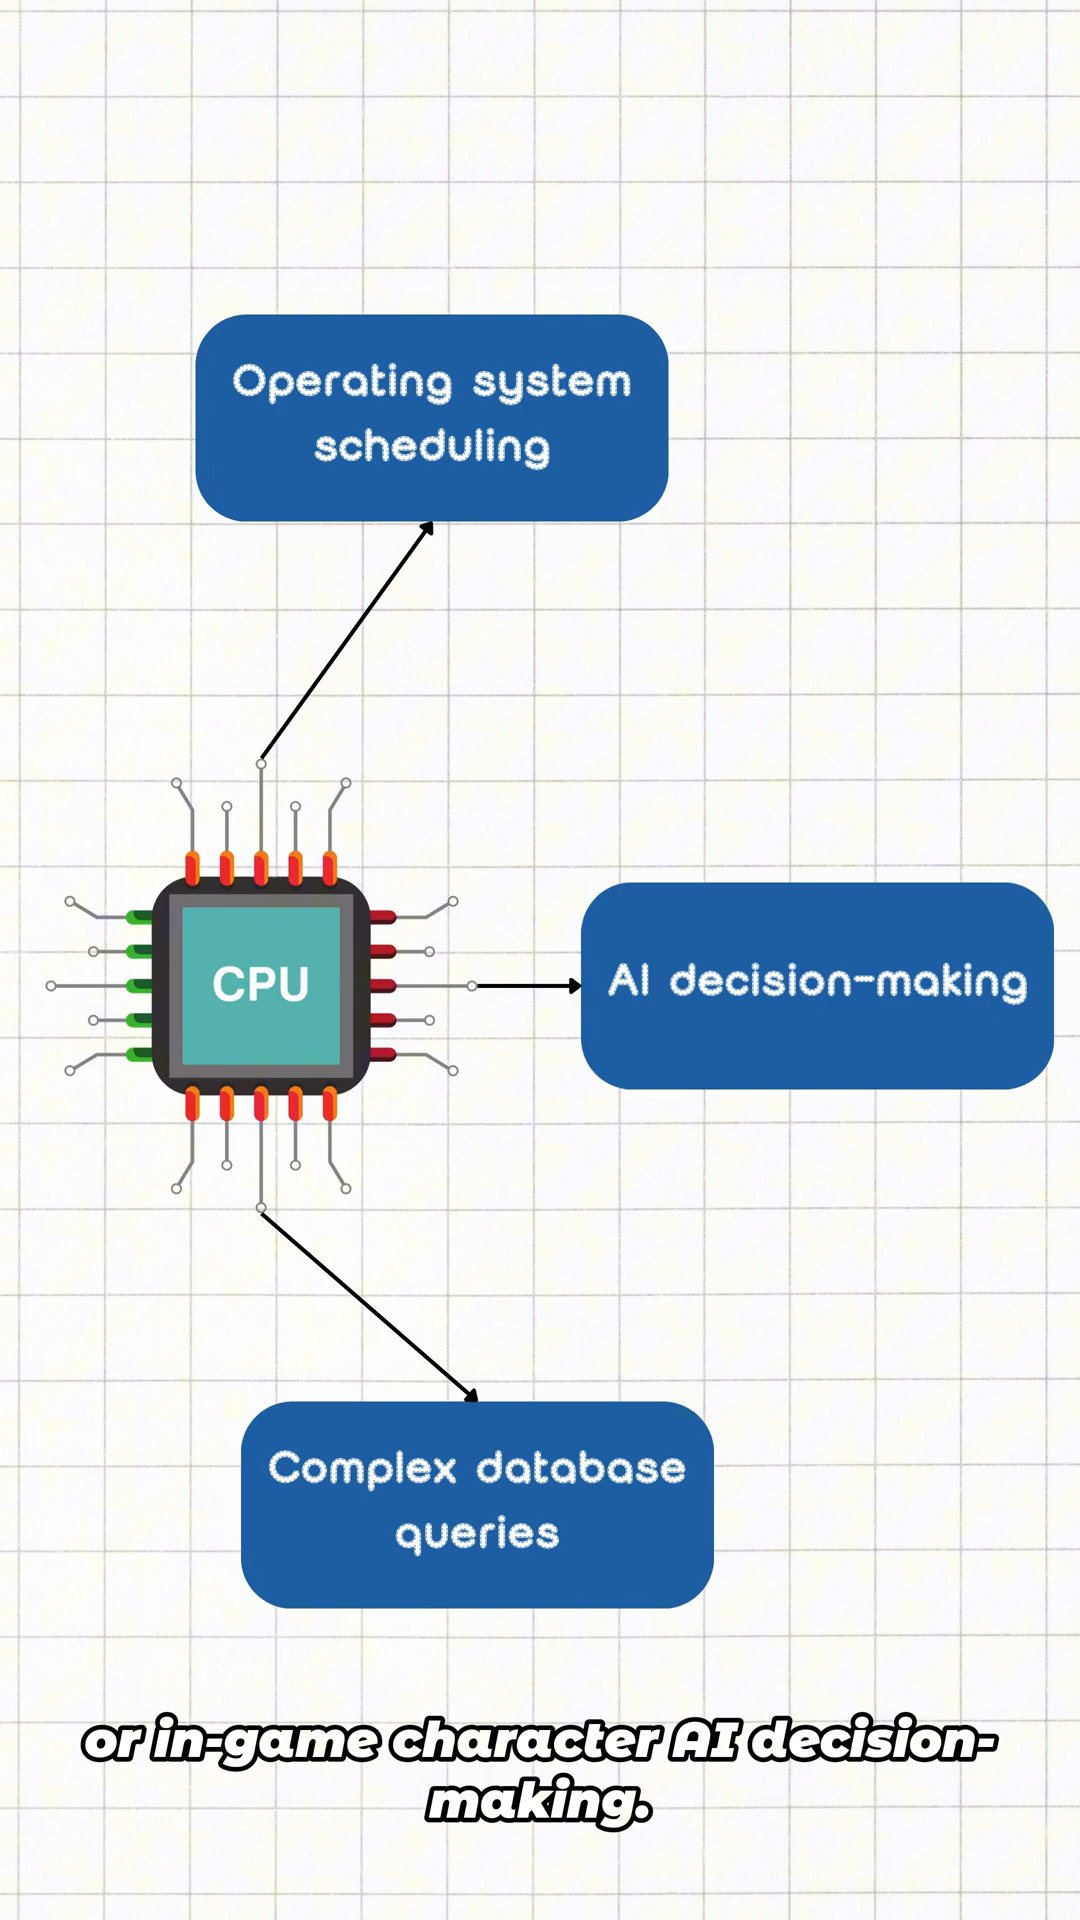 Operating system
scheduling
CPU
AI decision-making
Complex database
queries
or in-game character AI decision-
making.